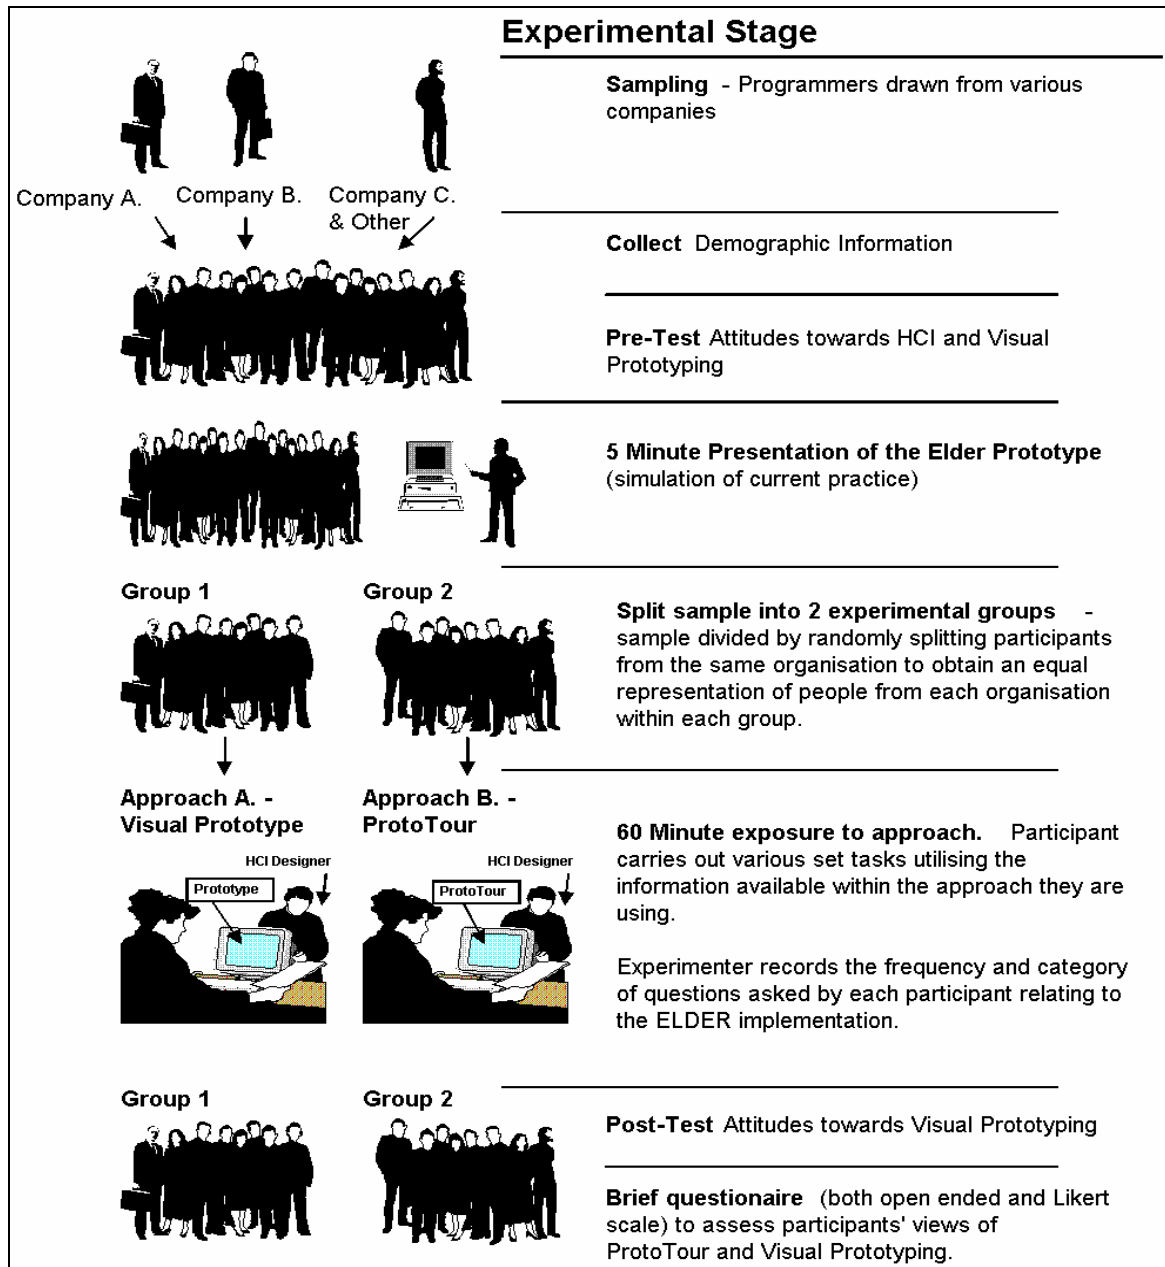 Experimental Stage
Sampling - Programmers drawn from various
companies
Company A.
Company B.
Company C.
& Other
Collect Demographic Information
Pre-Test Attitudes towards HCI and Visual
Prototyping
5 Minute Presentation of the Elder Prototype
(simulation of current practice)
Group 1
Group 2
Split sample into 2 experimental groups -
sample divided by randomly splitting participants
from the same organisation to obtain an equal
representation of people from each organisation
within each group.
Approach A. -
Visual Prototype
Approach B. -
ProtoTour
HCI Designer
Prototype
HCI Designer
ProtoTour
60 Minute exposure to approach. Participant
carries out various set tasks utilising the
information available within the approach they are
using.
Experimenter records the frequency and category
of questions asked by each participant relating to
the ELDER implementation.
Group 1
Group 2
Post-Test Attitudes towards Visual Prototyping
Brief questionaire (both open ended and Likert
scale) to assess participants' views of
ProtoTour and Visual Prototyping.